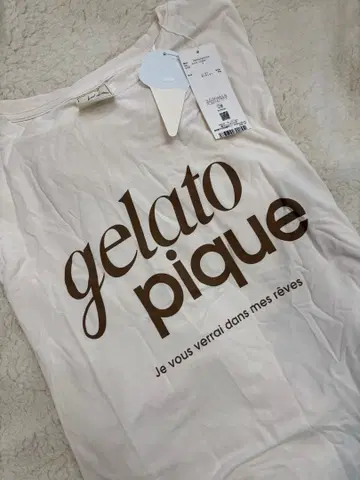 gelato
pique
Je vous verrai dans mes rêves